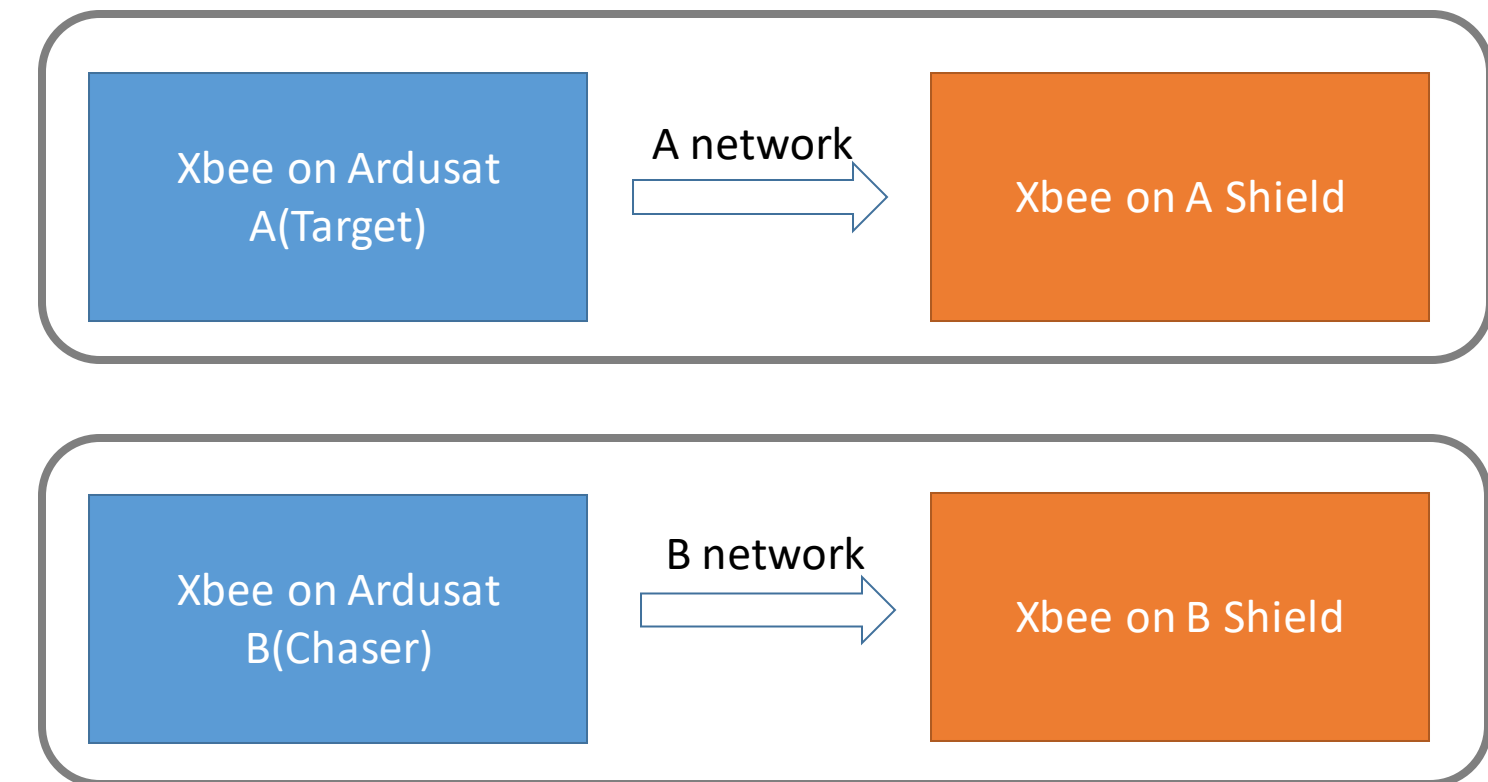 Xbee on Ardusat
A(Target)
A network
Xbee on A Shield
Xbee on Ardusat
B(Chaser)
B network
Xbee on B Shield